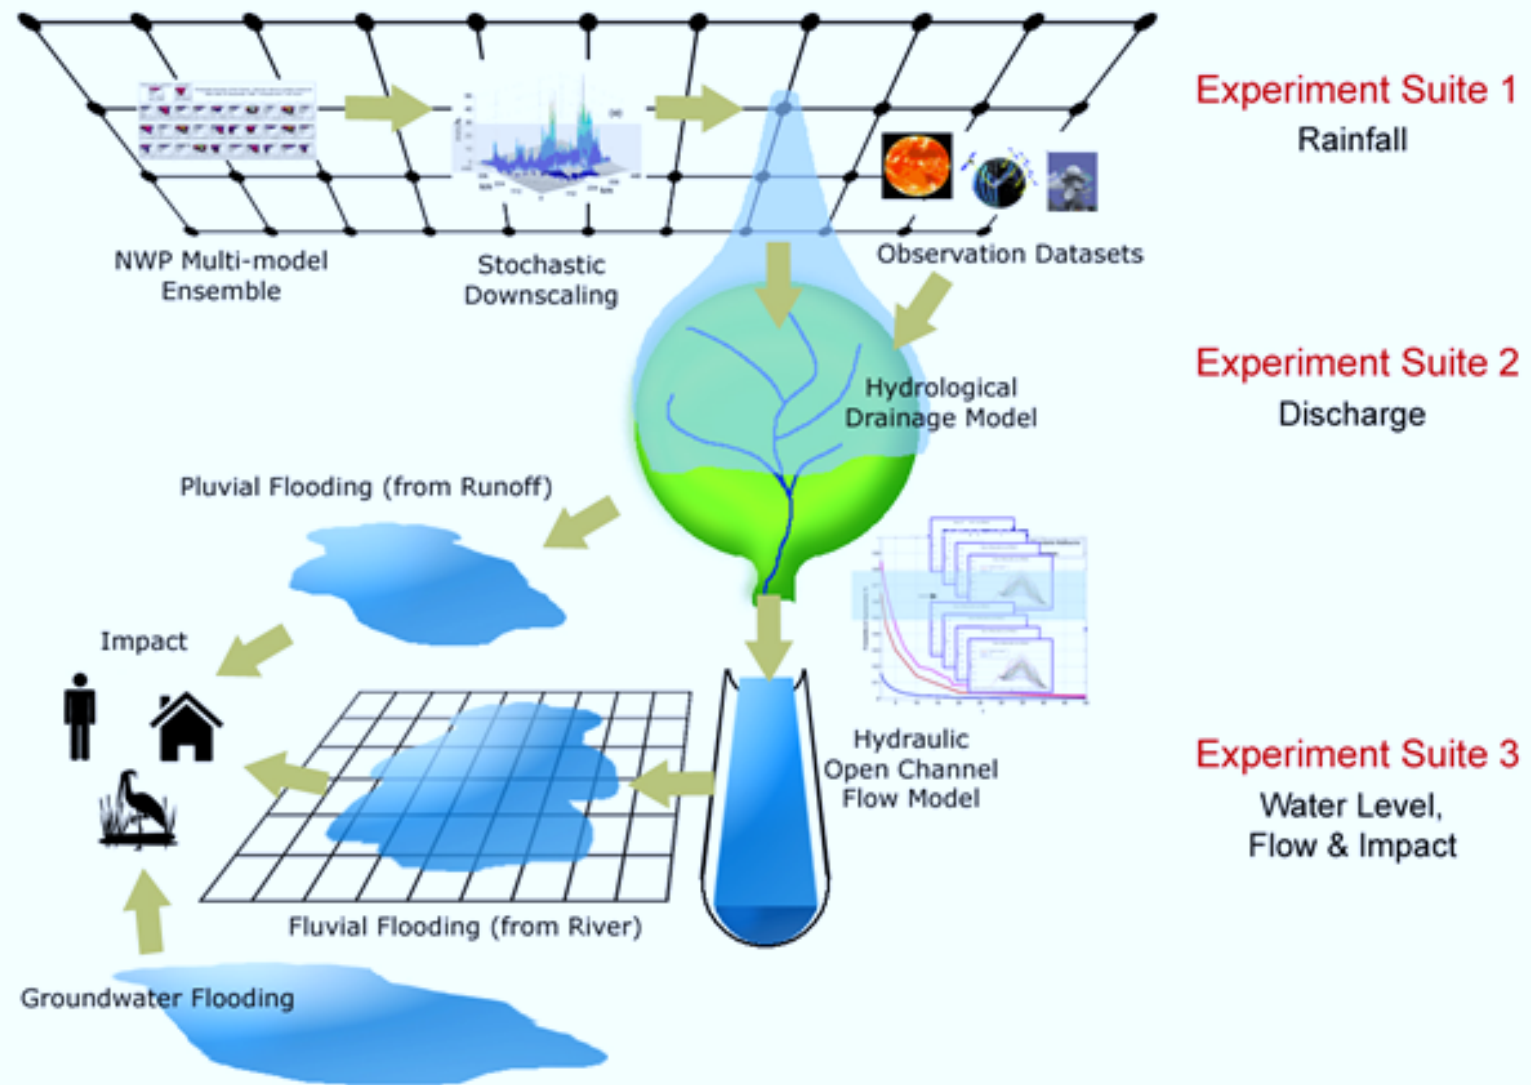 Experiment Suite 1
Rainfall
NWP Multi-model
Ensemble
Stochastic
Downscaling
Observation Datasets
Experiment Suite 2
Discharge
Hydrological
Drainage Model
Pluvial Flooding (from Runoff)
Impact
Hydraulic
Open Channel
Flow Model
Experiment Suite 3
Water Level,
Flow & Impact
Fluvial Flooding (from River)
Groundwater Flooding